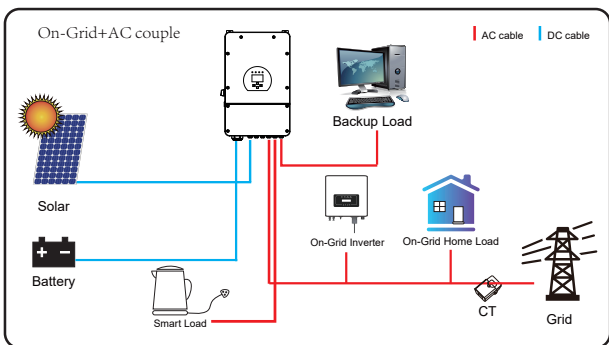 On-Grid+AC couple
AC cable
DC cable
Backup Load
Solar
On-Grid Inverter
On-Grid Home Load
Battery
Smart Load
CT
Grid